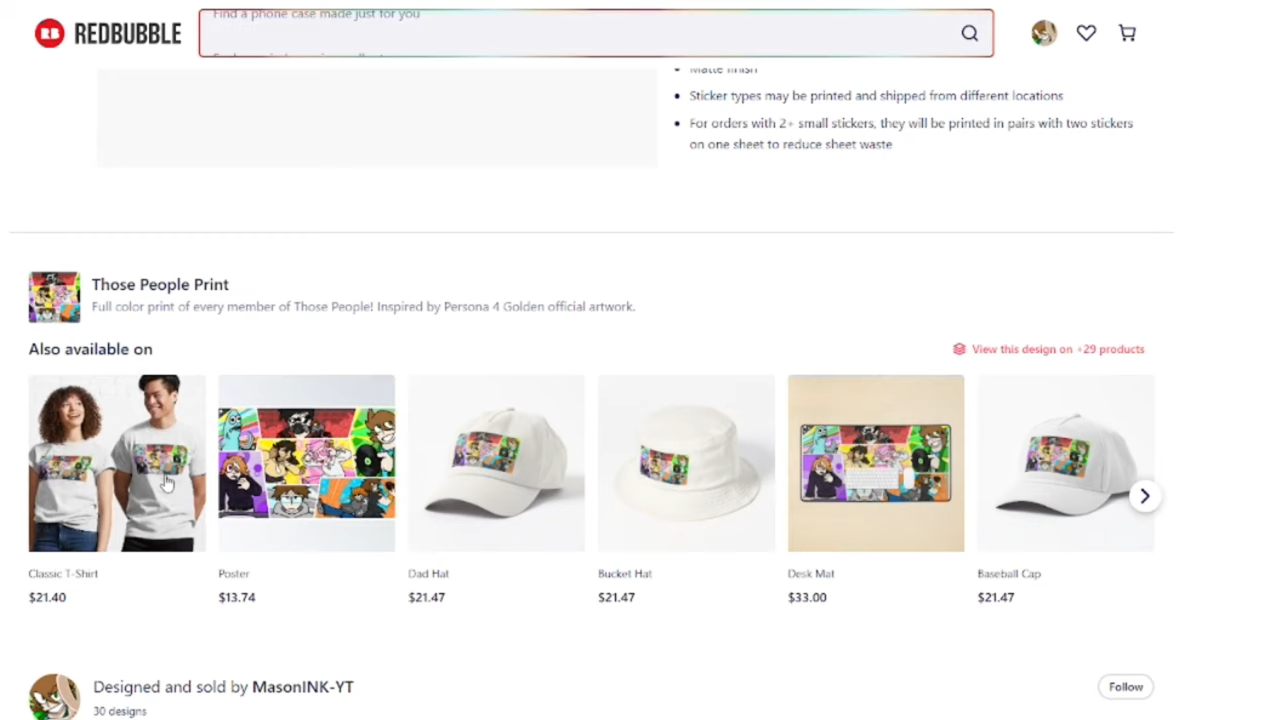 RB REDBUBBLE
Find a phone case made just for you
Matte finish
Sticker types may be printed and shipped from different locations
For orders with 2+ small stickers, they will be printed in pairs with two stickers
on one sheet to reduce sheet waste
Those People Print
Full color print of every member of Those People! Inspired by Persona 4 Golden official artwork.
Also available on
View this design on +29 products
Classic T-Shirt
Poster
Dad Hat
Bucket Hat
Desk Mat
Baseball Cap
$21.40
$13.74
$21.47
$21.47
$33.00
$21.47
Designed and sold by MasonINK-YT
Follow
30 designs